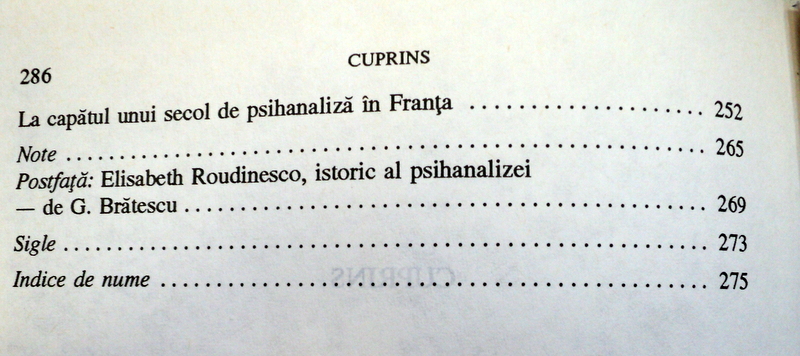 CUPRINS
286
La capătul unui secol de psihanaliză în Franţa .......................... 252
Note .................................................................. 265
Postfaţă: Elisabeth Roudinesco, istoric al psihanalizei
— de G. Brătescu ...................................................... 269
Sigle ................................................................. 273
Indice de nume ........................................................ 275
CUPRINS